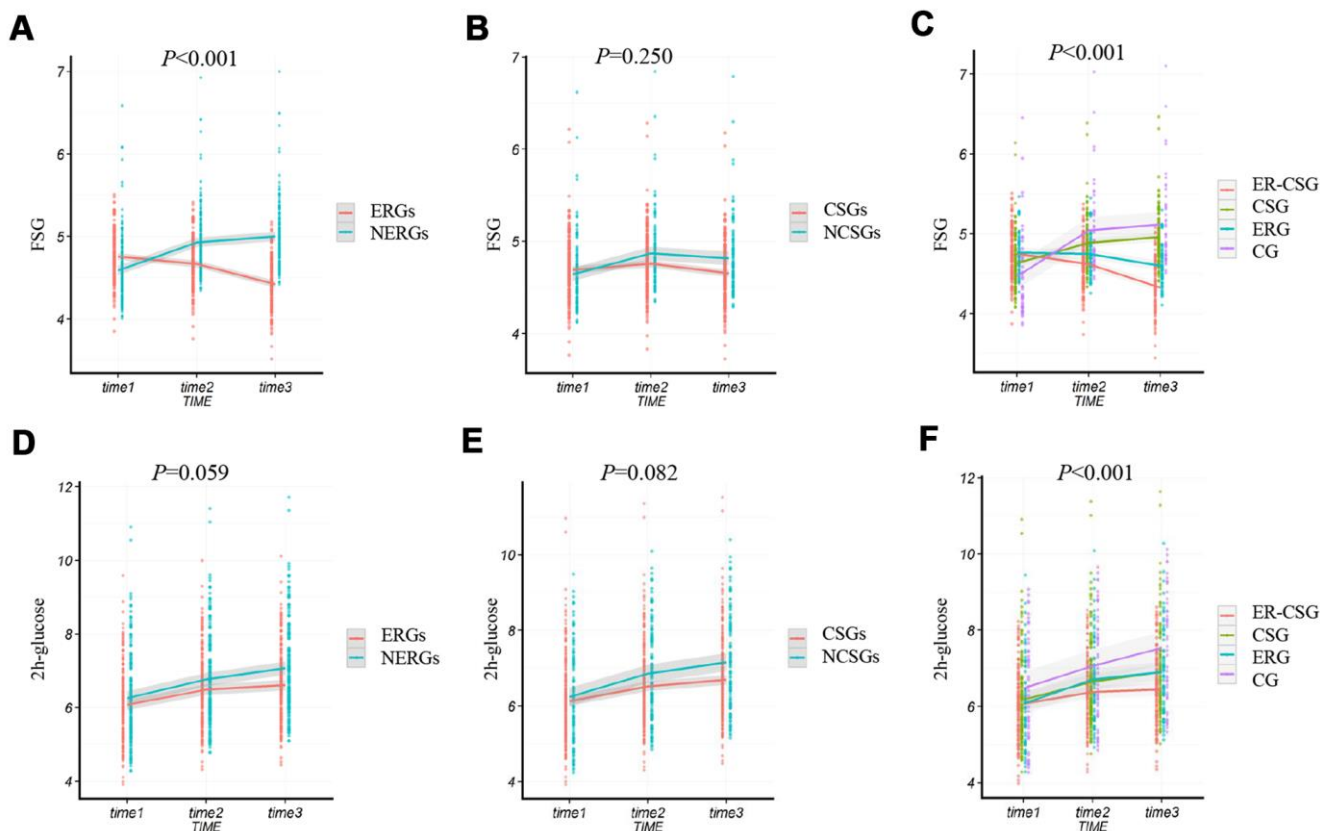 A
P<0.001
7
6
5
4
FSG
time1 time2 time3
TIME
ERGs
NERGs
B
P=0.250
7
6
5
4
FSG
time1 time2 time3
TIME
CSGs
NCSGs
C
P<0.001
7
6
5
4
FSG
time1 time2 time3
TIME
ER-CSG
CSG
ERG
CG
D
P=0.059
12
10
8
6
4
2h-glucose
time1 time2 time3
TIME
ERGs
NERGs
E
P=0.082
10
8
6
4
2h-glucose
time1 time2 time3
TIME
CSGs
NCSGs
F
P<0.001
12
10
8
6
4
2h-glucose
time1 time2 time3
TIME
ER-CSG
CSG
ERG
CG